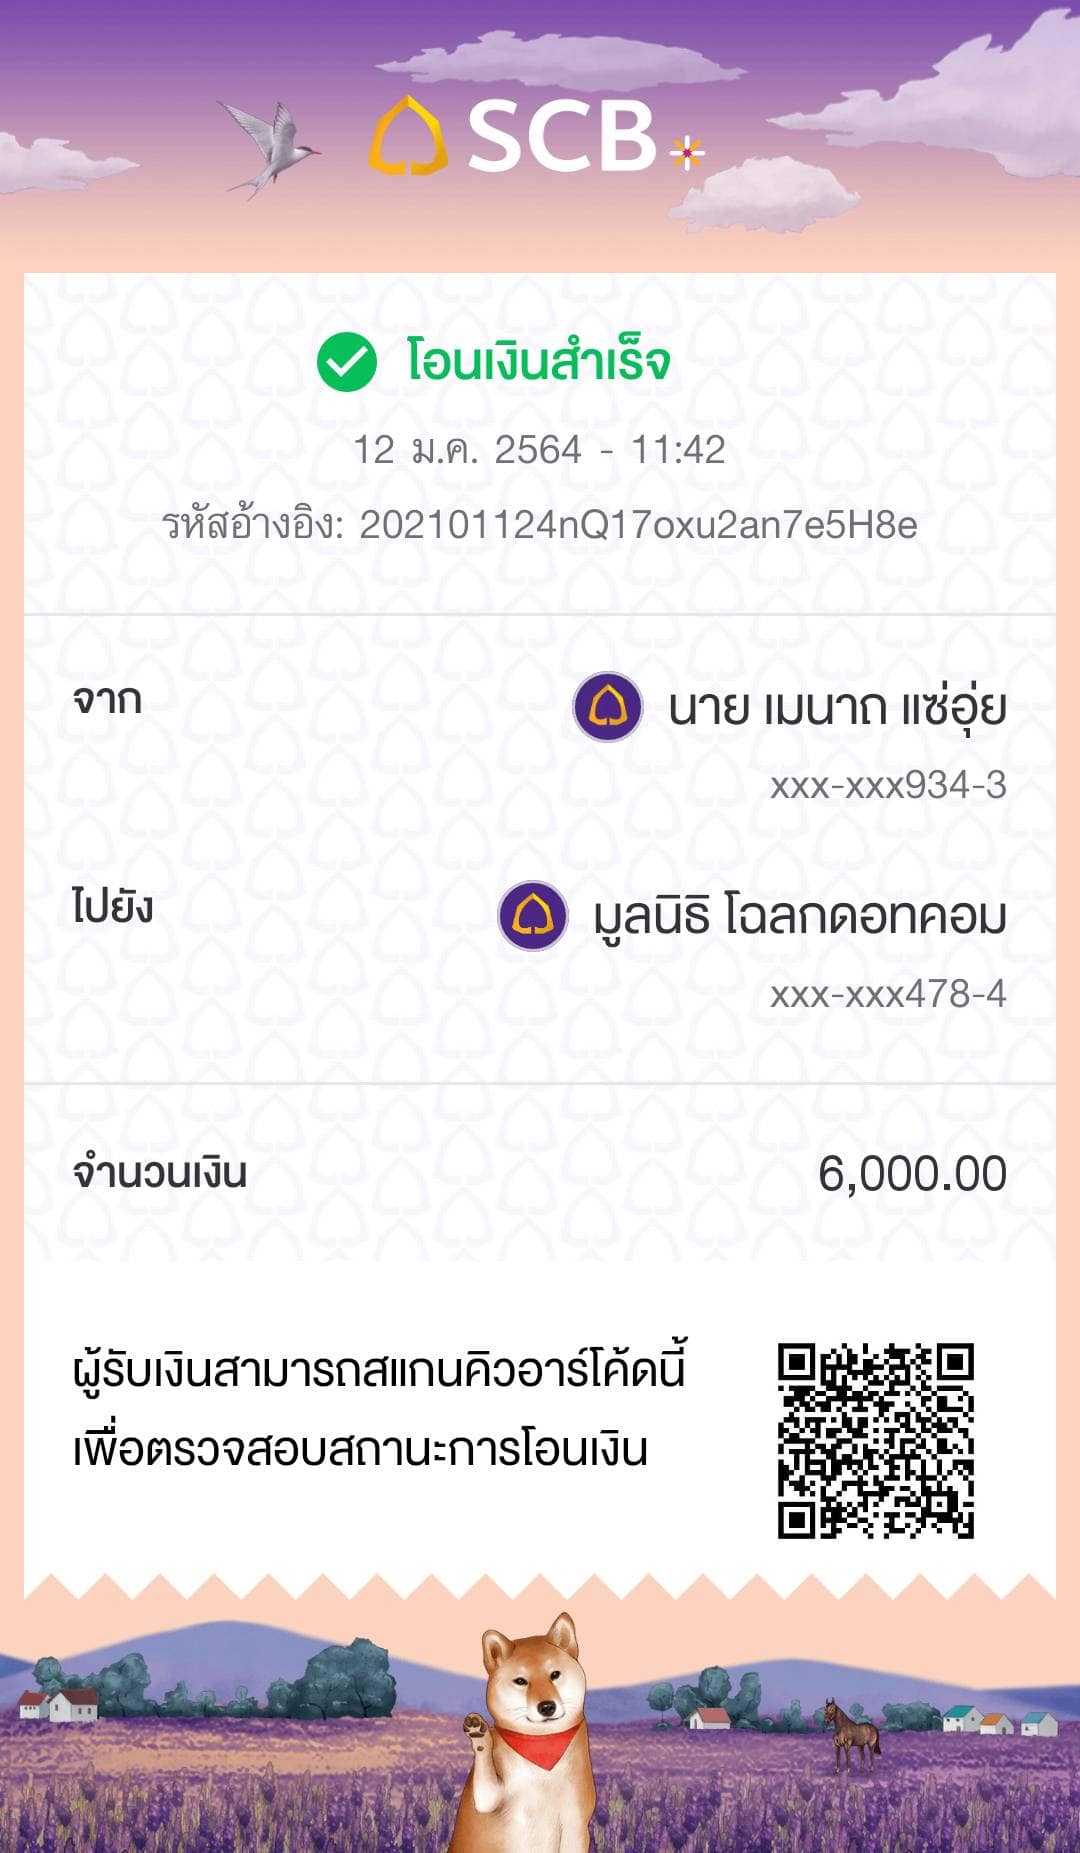 SCB
โอนเงินสำเร็จ
12 ม.ค. 2564 - 11:42
รหัสอ้างอิง: 202101124nQ17oxu2an7e5H8e
จาก
นาย เมนาถ แซ่อุ่ย
xxx-xxx934-3
ไปยัง
มูลนิธิ โฉลกดอทคอม
xxx-xxx478-4
จำนวนเงิน 6,000.00
ผู้รับเงินสามารถสแกนคิวอาร์โค้ดนี้
เพื่อตรวจสอบสถานะการโอนเงิน